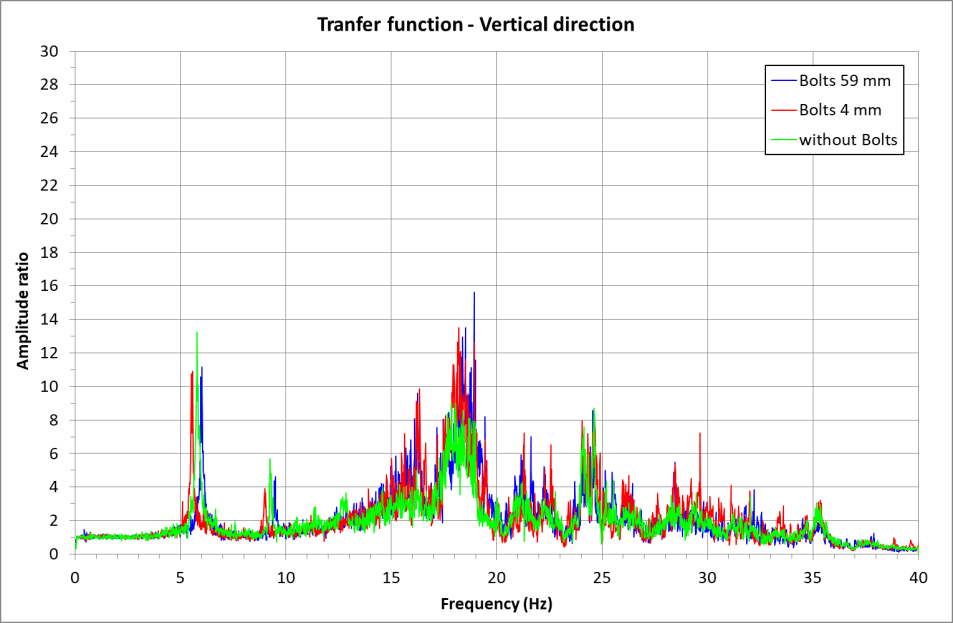 Tranfer function - Vertical direction
30
28
26
24
22
20
18
16
14
12
10
8
6
4
2
0
Amplitude ratio
Bolts 59 mm
Bolts 4 mm
without Bolts
0 5 10 15 20 25 30 35 40
Frequency (Hz)